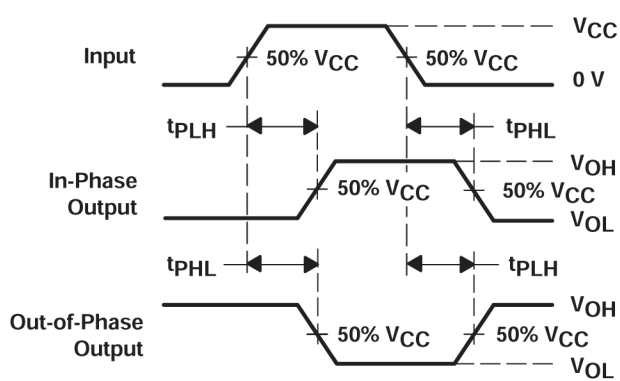 VCC
Input
50% VCC
50% VCC
0 V
tPLH
tPHL
VOH
In-Phase
Output
50% VCC
50% VCC
VOL
tPHL
tPLH
VOH
Out-of-Phase
Output
50% VCC
50% VCC
VOL